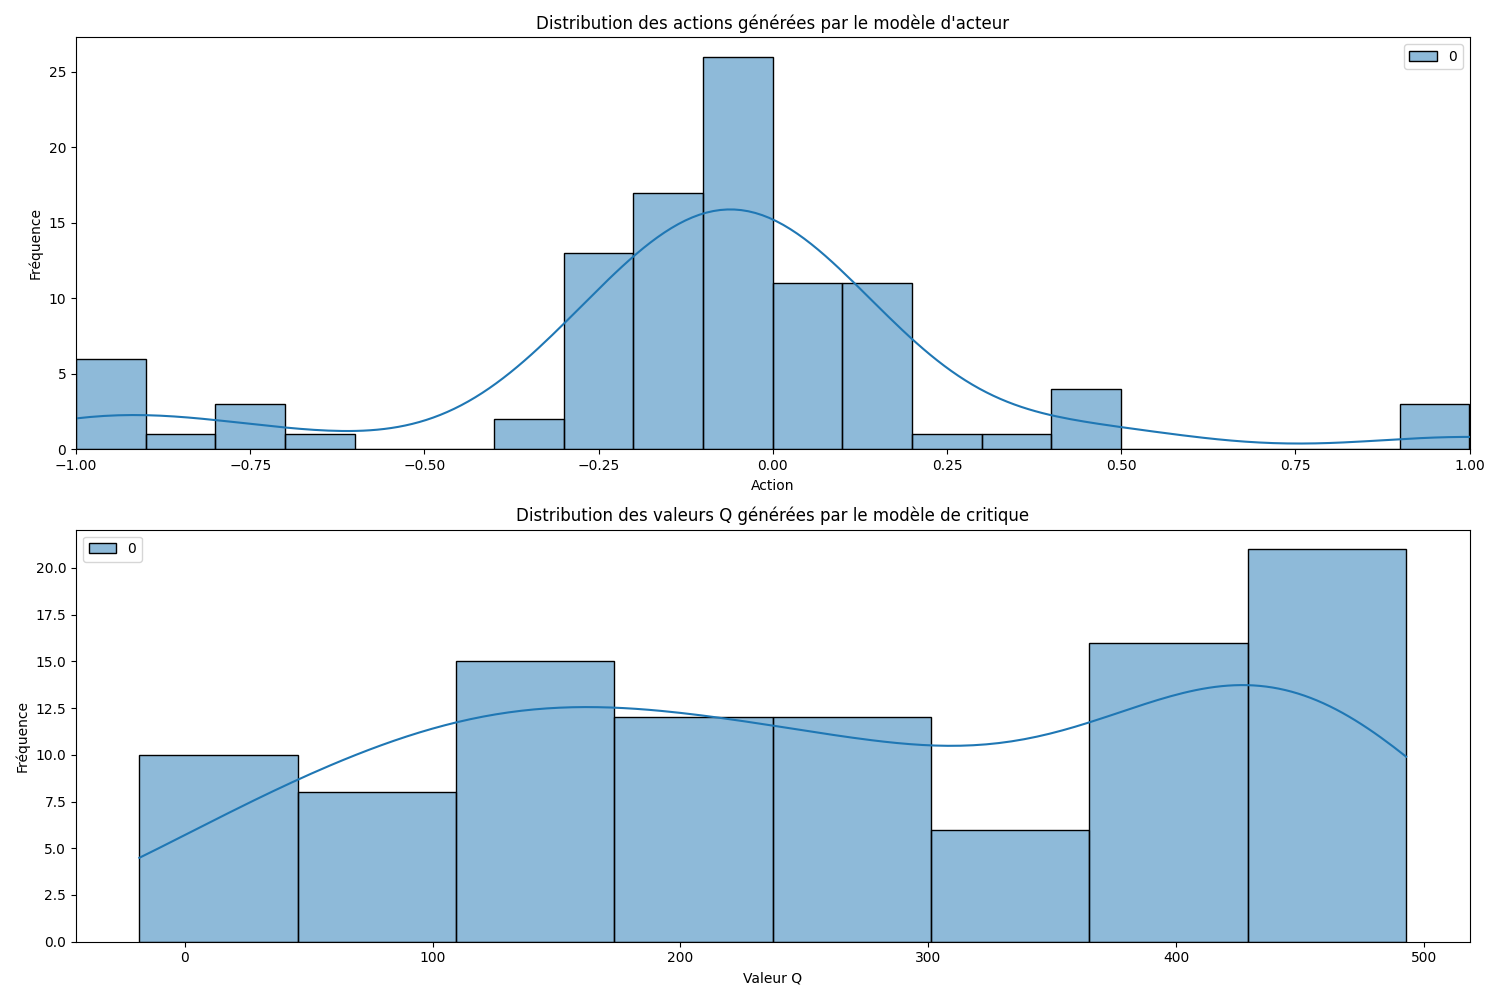 Distribution des actions générées par le modèle d'acteur
0
25
20
15
10
5
0
Fréquence
−1.00 −0.75 −0.50 −0.25 0.00 0.25 0.50 0.75 1.00
Action
Distribution des valeurs Q générées par le modèle de critique
0
20.0
17.5
15.0
12.5
10.0
7.5
5.0
2.5
0.0
Fréquence
0 100 200 300 400 500
Valeur Q